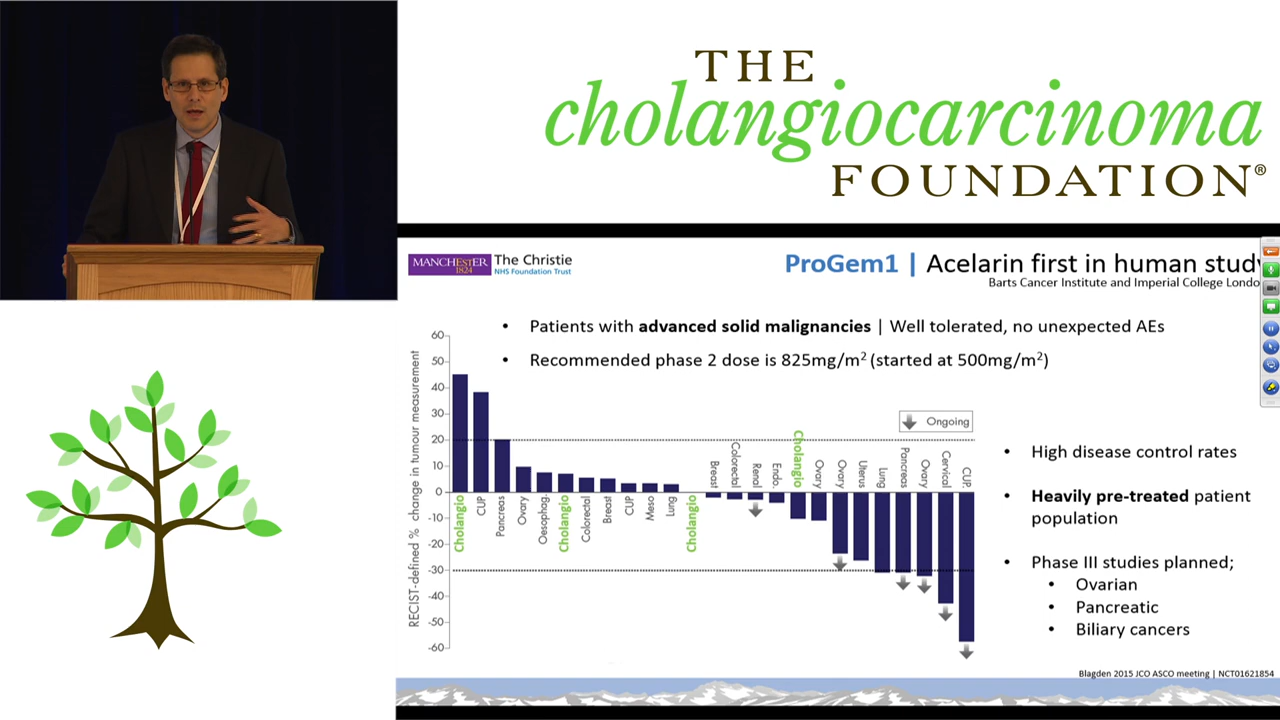 THE
cholangiocarcinoma
FOUNDATION®
MANCHESTER
1824
The Christie
NHS Foundation Trust
ProGem1 | Acelarin first in human study
Barts Cancer Institute and Imperial College Londo
• Patients with advanced solid malignancies | Well tolerated, no unexpected AEs
• Recommended phase 2 dose is 825mg/m² (started at 500mg/m²)
RECIST-defined % change in tumour measurement
60
50
40
30
20
10
0
-10
-20
-30
-40
-50
-60
Cholangio
CUP
Pancreas
Ovary
Oesophag.
Cholangio
Colorectal
Breast
CUP
Meso
Lung
Cholangio
Breast
Colorectal
Renal
Endo.
Cholangio
Ovary
Ovary
Uterus
Lung
Pancreas
Ovary
Cervical
CUP
Ongoing
• High disease control rates
• Heavily pre-treated patient
population
• Phase III studies planned;
• Ovarian
• Pancreatic
• Biliary cancers
Blagden 2015 JCO ASCO meeting | NCT01621854